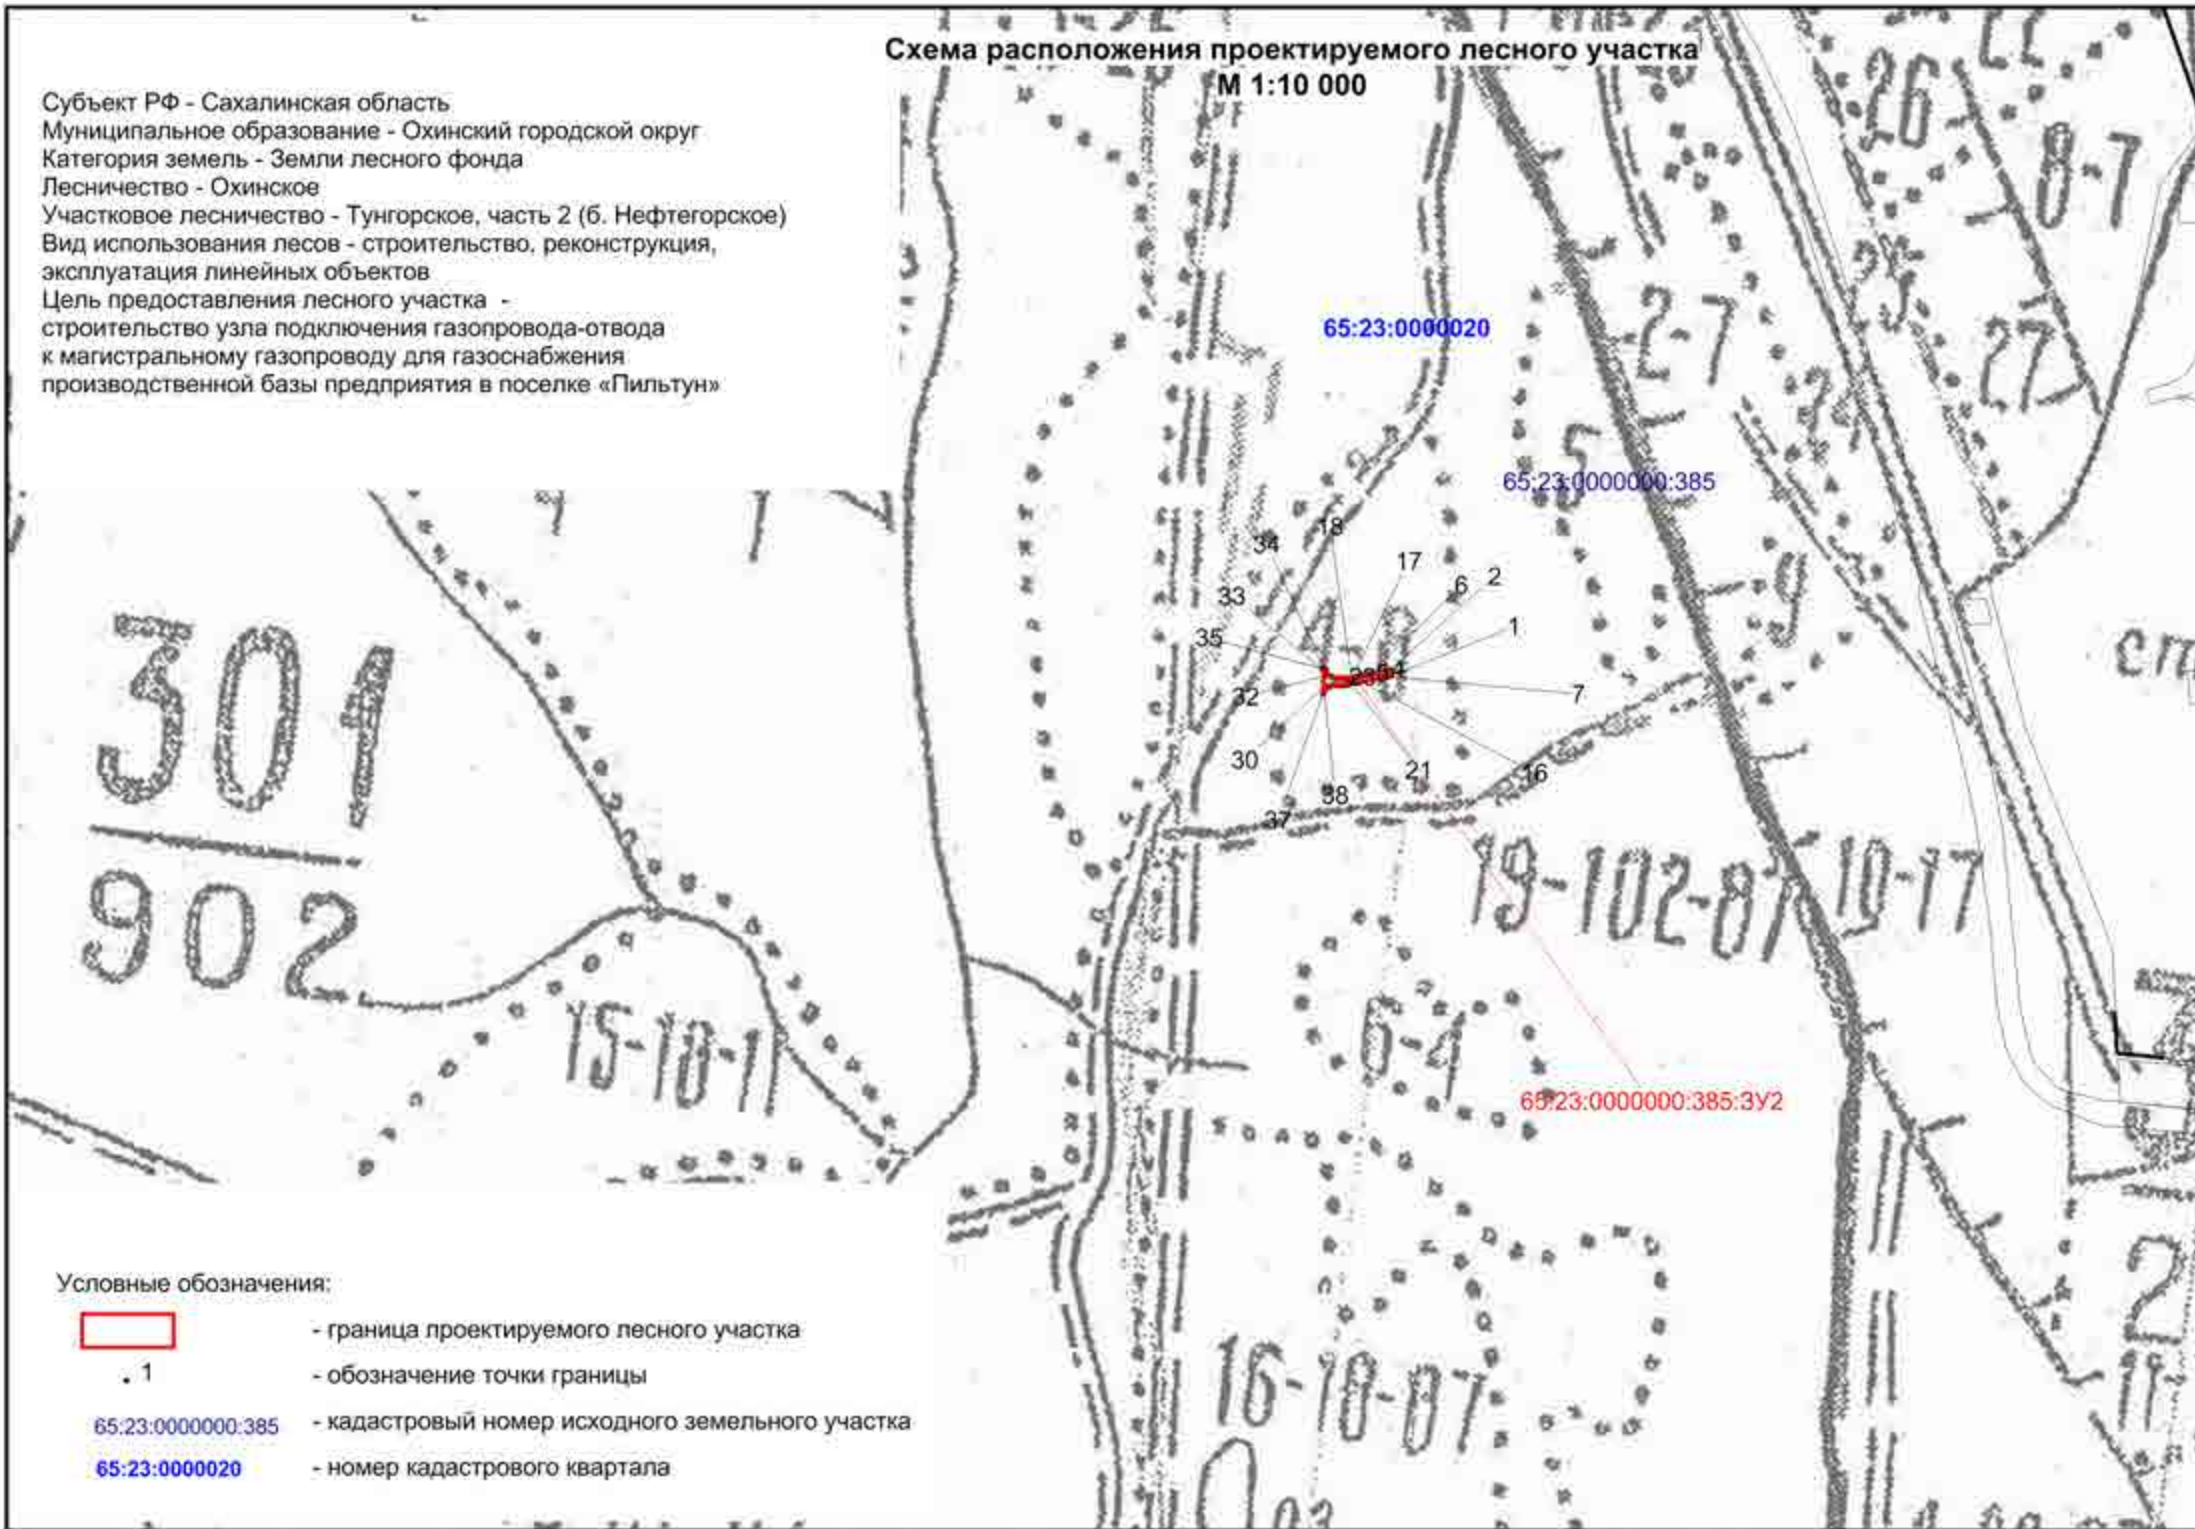 Схема расположения проектируемого лесного участка
М 1:10 000
Субъект РФ - Сахалинская область
Муниципальное образование - Охинский городской округ
Категория земель - Земли лесного фонда
Лесничество - Охинское
Участковое лесничество - Тунгорское, часть 2 (б. Нефтегорское)
Вид использования лесов - строительство, реконструкция,
эксплуатация линейных объектов
Цель предоставления лесного участка -
строительство узла подключения газопровода-отвода
к магистральному газопроводу для газоснабжения
производственной базы предприятия в поселке «Пильтун»
26
8-7
2-7
27
65:23:0000020
5
65:23:0000000:385
18
34
17
6
2
33
1
35
4
9
7
32
30
21
16
38
37
301
902
15-10-11
19-102-87
10-17
6-4
65:23:0000000:385:ЗУ2
16-10-07
2
Условные обозначения:
- граница проектируемого лесного участка
. 1 - обозначение точки границы
65:23:0000000:385 - кадастровый номер исходного земельного участка
65:23:0000020 - номер кадастрового квартала